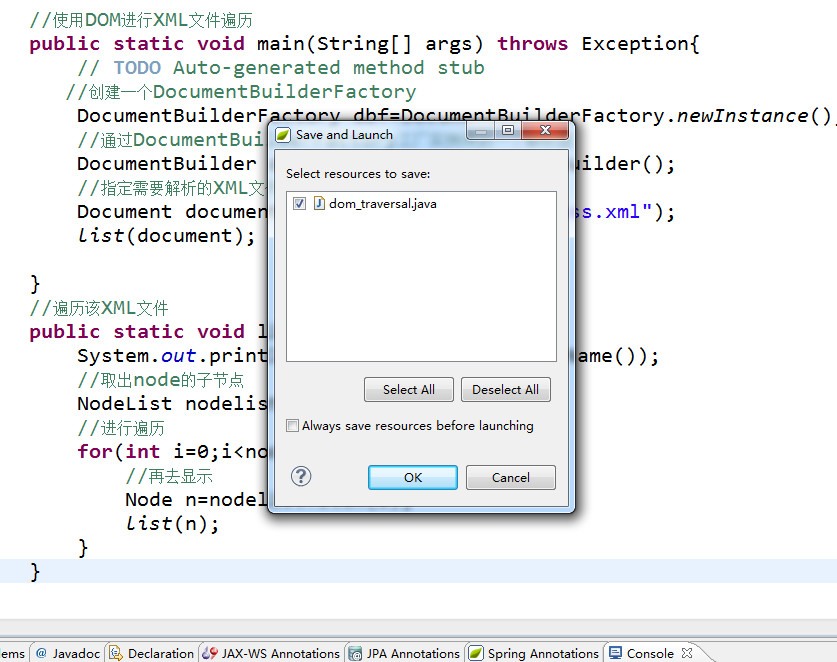 //使用DOM进行XML文件遍历
public static void main(String[] args) throws Exception{
// TODO Auto-generated method stub
//创建一个DocumentBuilderFactory
DocumentBuilderFactory dbf=DocumentBuilderFactory.newInstance()
//通过DocumentBui
DocumentBuilder uilder();
//指定需要解析的XML文
Document documen ss.xml");
list(document);
}
//遍历该XML文件
public static void l
System.out.print ame());
//取出node的子节点
NodeList nodelis
//进行遍历
for(int i=0;i<no
//再去显示
Node n=nodel
list(n);
}
}
Save and Launch
Select resources to save:
dom_traversal.java
Select All Deselect All
Always save resources before launching
OK Cancel
ems @ Javadoc Declaration JAX-WS Annotations JPA Annotations Spring Annotations Console